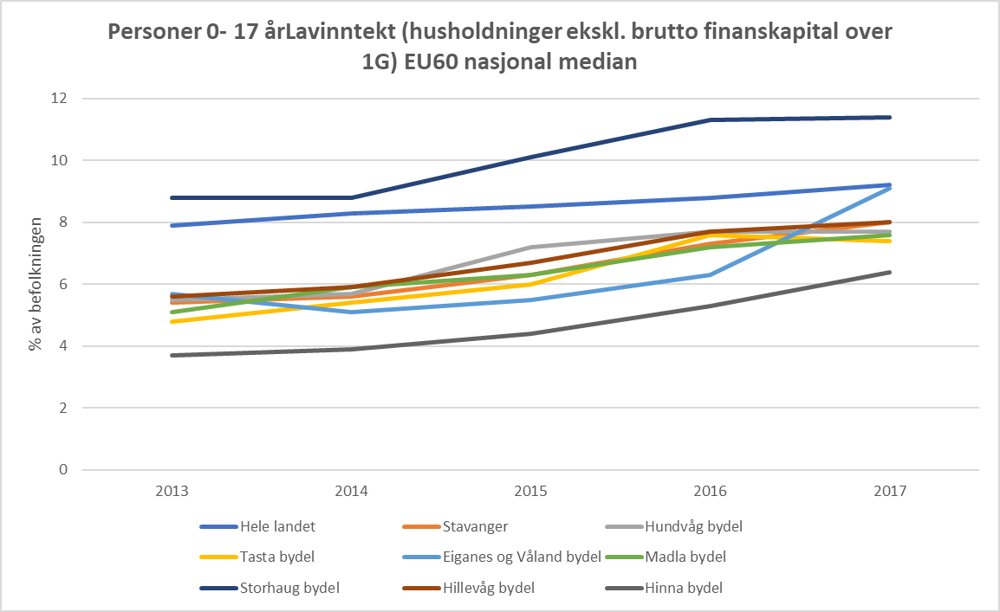 Personer 0- 17 årLavinntekt (husholdninger ekskl. brutto finanskapital over
1G) EU60 nasjonal median
% av befolkningen
12
10
8
6
4
2
0
2013 2014 2015 2016 2017
Hele landet Stavanger Hundvåg bydel
Tasta bydel Eiganes og Våland bydel Madla bydel
Storhaug bydel Hillevåg bydel Hinna bydel